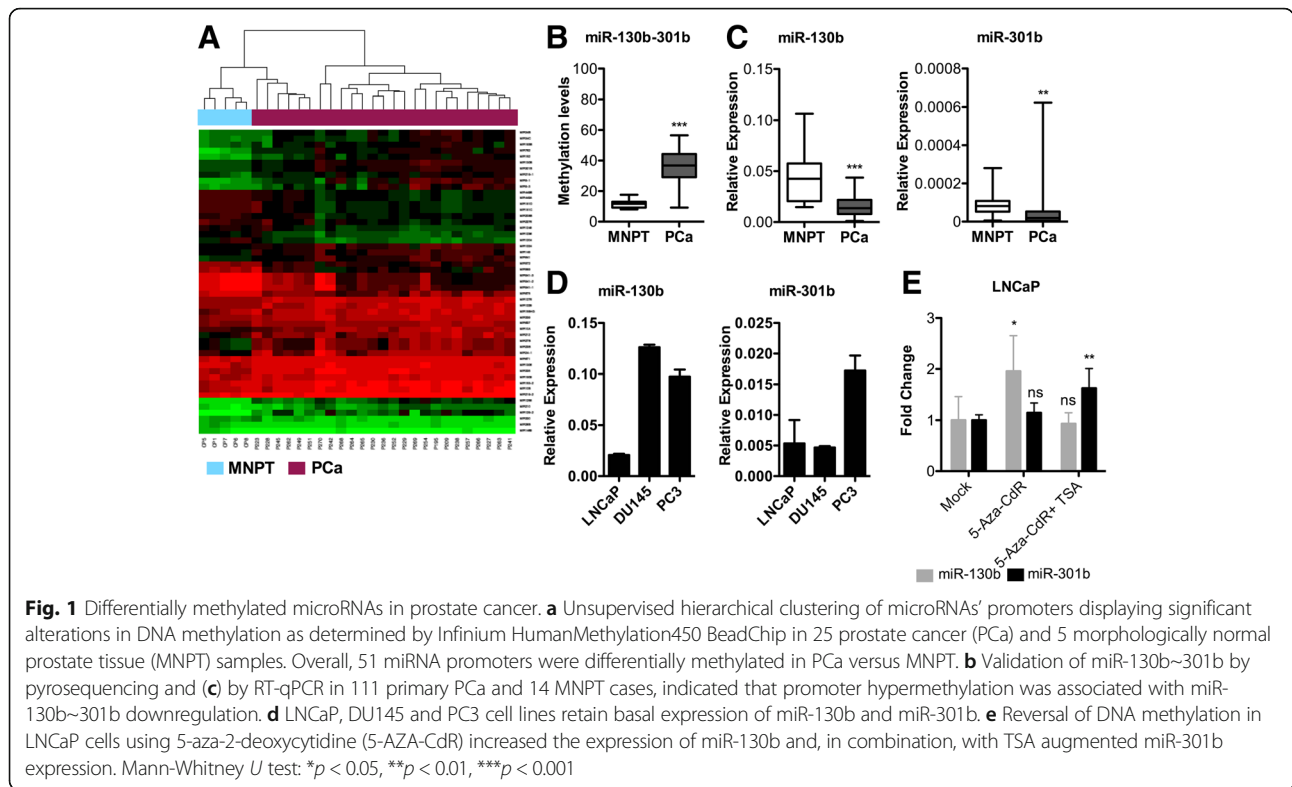 A
MNPT
PCa
B
miR-130b-301b
Methylation levels
100
80
60
40
20
0
***
MNPT
PCa
C
miR-130b
Relative Expression
0.15
0.10
0.05
0.00
***
MNPT
PCa
miR-301b
Relative Expression
0.0008
0.0006
0.0004
0.0002
0.0000
**
MNPT
PCa
D
miR-130b
Relative Expression
0.15
0.10
0.05
0.00
LNCaP
DU145
PC3
miR-301b
Relative Expression
0.025
0.020
0.015
0.010
0.005
0.000
LNCaP
DU145
PC3
E
LNCaP
Fold Change
3
2
1
0
*
ns
ns
**
Mock
5-Aza-CdR
5-Aza-CdR+ TSA
miR-130b
miR-301b
Fig. 1 Differentially methylated microRNAs in prostate cancer. a Unsupervised hierarchical clustering of microRNAs' promoters displaying significant
alterations in DNA methylation as determined by Infinium HumanMethylation450 BeadChip in 25 prostate cancer (PCa) and 5 morphologically normal
prostate tissue (MNPT) samples. Overall, 51 miRNA promoters were differentially methylated in PCa versus MNPT. b Validation of miR-130b~301b by
pyrosequencing and (c) by RT-qPCR in 111 primary PCa and 14 MNPT cases, indicated that promoter hypermethylation was associated with miR-
130b~301b downregulation. d LNCaP, DU145 and PC3 cell lines retain basal expression of miR-130b and miR-301b. e Reversal of DNA methylation in
LNCaP cells using 5-aza-2-deoxycytidine (5-AZA-CdR) increased the expression of miR-130b and, in combination, with TSA augmented miR-301b
expression. Mann-Whitney U test: *p < 0.05, **p < 0.01, ***p < 0.001